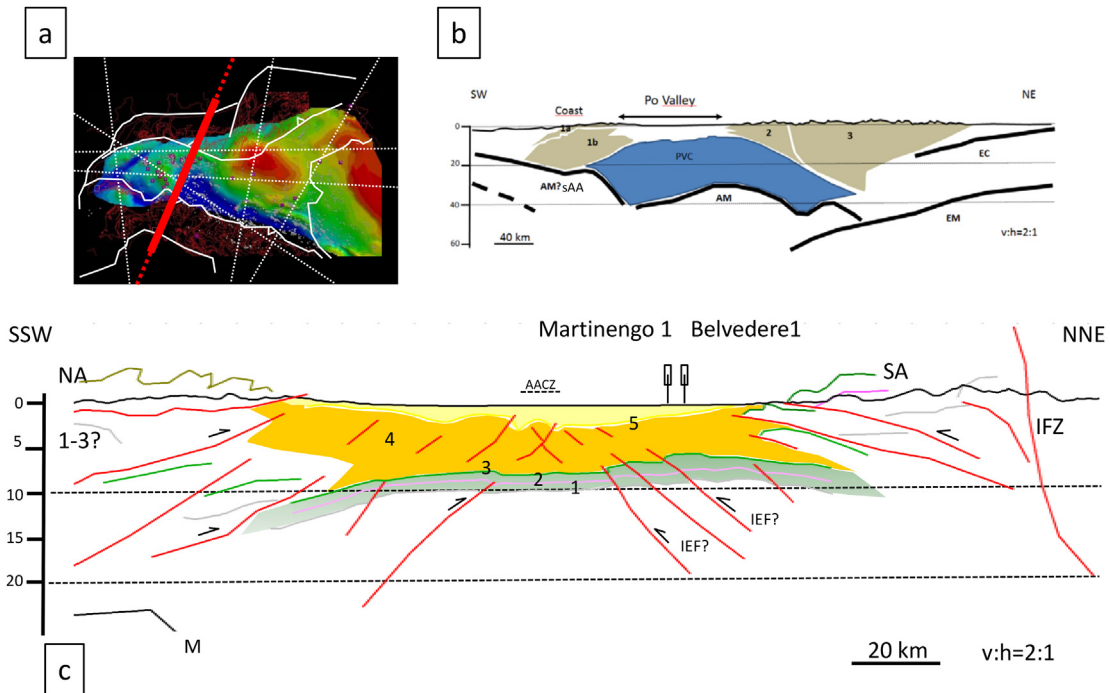 a
b
SW
NE
Coast
Po Valley
0
20
40
60
1a
1b
2
3
PVC
EC
AM? sAA
AM
EM
40 km
v:h=2:1
SSW
Martinengo 1 Belvedere1
NNE
NA
AACZ
SA
0
5
10
15
20
1-3?
4
5
3
2
1
IFZ
IEF?
IEF?
M
c
20 km
v:h=2:1